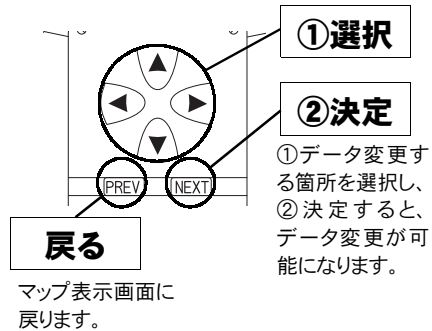 ①選択
②決定
①データ変更す
る箇所を選択し、
②決定すると、
データ変更が可
能になります。
PREV
NEXT
戻る
マップ表示画面に
戻ります。